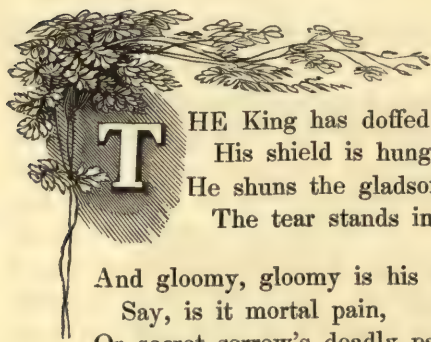 THE King has doffed
His shield is hung
He shuns the gladso
The tear stands in
And gloomy, gloomy is his
Say, is it mortal pain,
Or secret sorrow's deadly